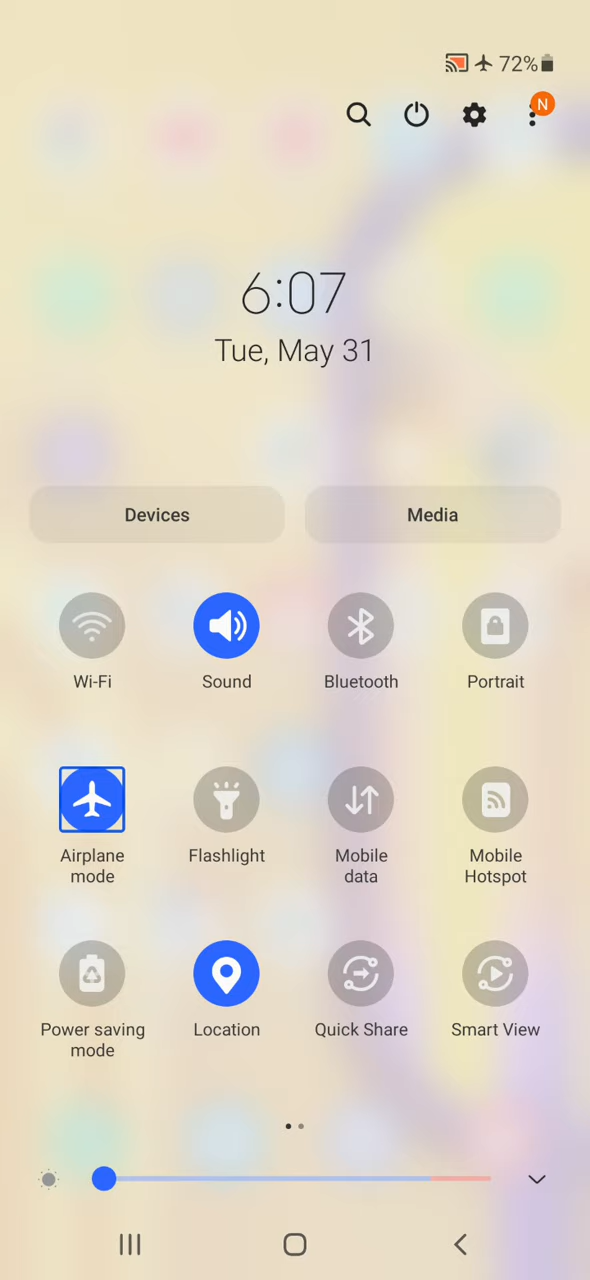 72%
N
6:07
Tue, May 31
Devices
Media
Wi-Fi
Sound
Bluetooth
Portrait
Airplane
mode
Flashlight
Mobile
data
Mobile
Hotspot
Power saving
mode
Location
Quick Share
Smart View